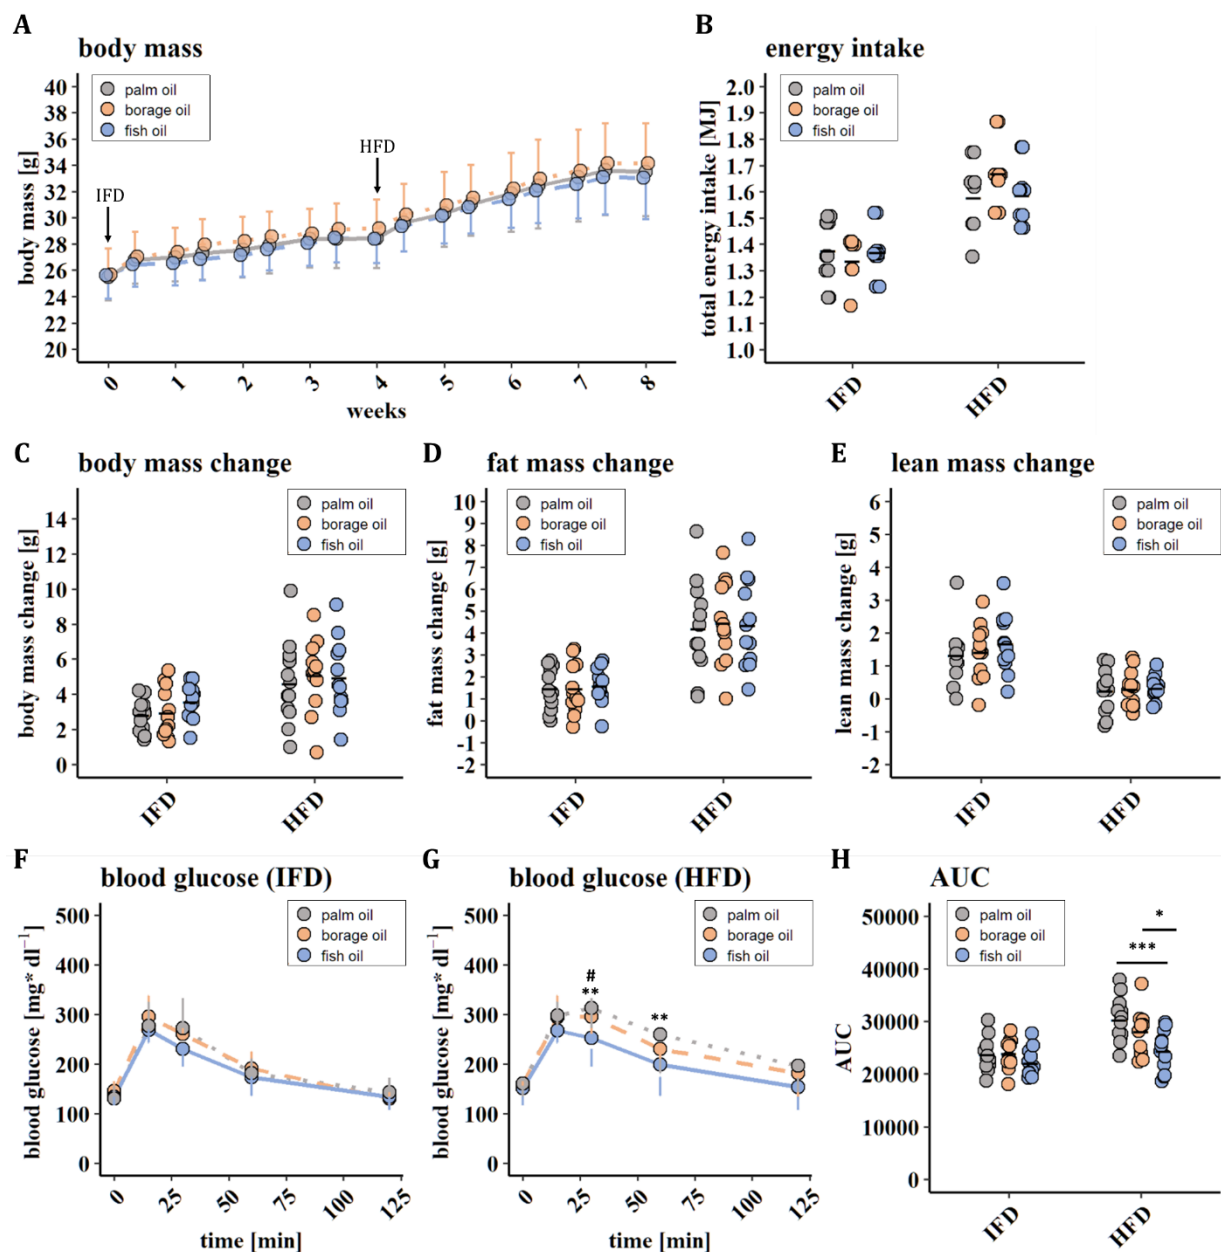 A
body mass
body mass [g]
40
38
36
34
32
30
28
26
24
22
20
palm oil
borage oil
fish oil
IFD
HFD
0
1
2
3
4
5
6
7
8
weeks
B
energy intake
total energy intake [MJ]
2.0
1.9
1.8
1.7
1.6
1.5
1.4
1.3
1.2
1.1
1.0
palm oil
borage oil
fish oil
IFD
HFD
C
body mass change
body mass change [g]
14
12
10
8
6
4
2
0
palm oil
borage oil
fish oil
IFD
HFD
D
fat mass change
fat mass change [g]
10
9
8
7
6
5
4
3
2
1
0
-1
-2
palm oil
borage oil
fish oil
IFD
HFD
E
lean mass change
lean mass change [g]
6
5
4
3
2
1
0
-1
-2
palm oil
borage oil
fish oil
IFD
HFD
F
blood glucose (IFD)
blood glucose [mg* dl⁻¹]
500
400
300
200
100
0
palm oil
borage oil
fish oil
0
25
50
75
100
125
time [min]
G
blood glucose (HFD)
blood glucose [mg* dl⁻¹]
500
400
300
200
100
0
palm oil
borage oil
fish oil
#
**
**
0
25
50
75
100
125
time [min]
H
AUC
AUC
50000
40000
30000
20000
10000
0
palm oil
borage oil
fish oil
*
***
IFD
HFD